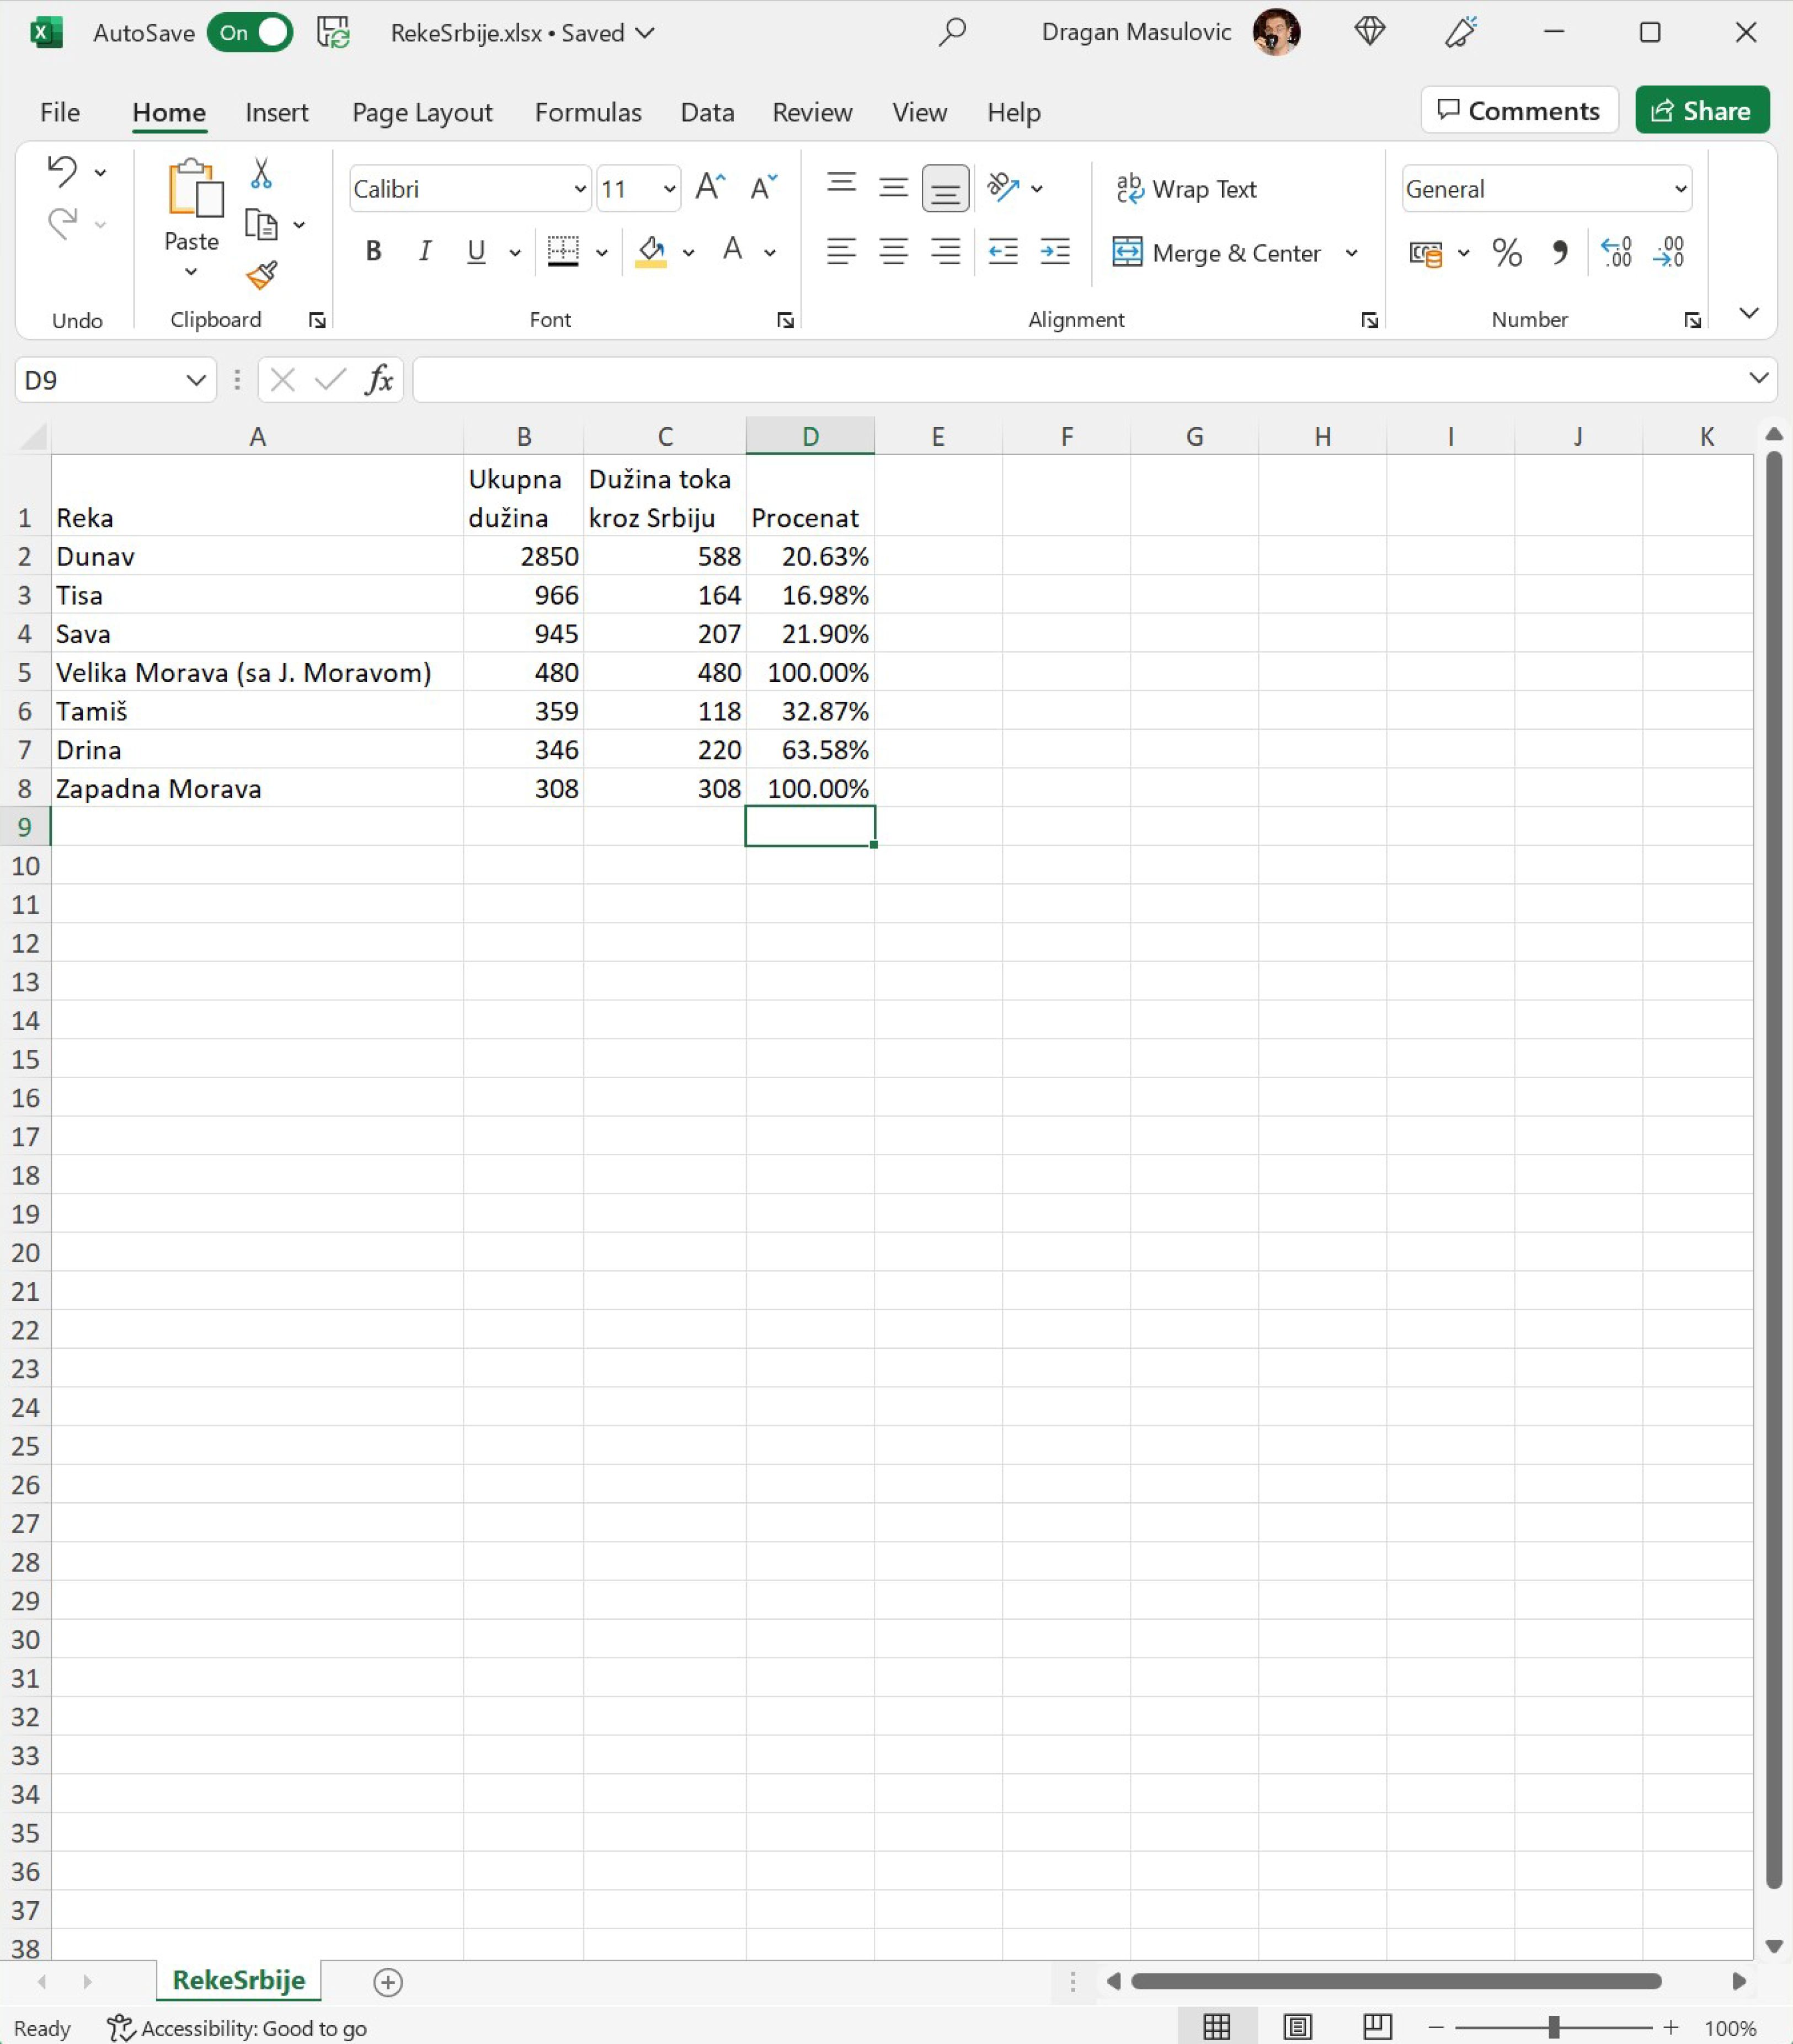 AutoSave On RekeSrbije.xlsx • Saved Dragan Masulovic
File Home Insert Page Layout Formulas Data Review View Help Comments Share
Calibri 11 Wrap Text General
Paste B I U A Merge & Center % , .00 .00
Undo Clipboard Font Alignment Number
D9 fx
A B C D E F G H I J K
Ukupna Dužina toka
1 Reka dužina kroz Srbiju Procenat
2 Dunav 2850 588 20.63%
3 Tisa 966 164 16.98%
4 Sava 945 207 21.90%
5 Velika Morava (sa J. Moravom) 480 480 100.00%
6 Tamiš 359 118 32.87%
7 Drina 346 220 63.58%
8 Zapadna Morava 308 308 100.00%
9
10
11
12
13
14
15
16
17
18
19
20
21
22
23
24
25
26
27
28
29
30
31
32
33
34
35
36
37
38
RekeSrbije
Ready Accessibility: Good to go 100%